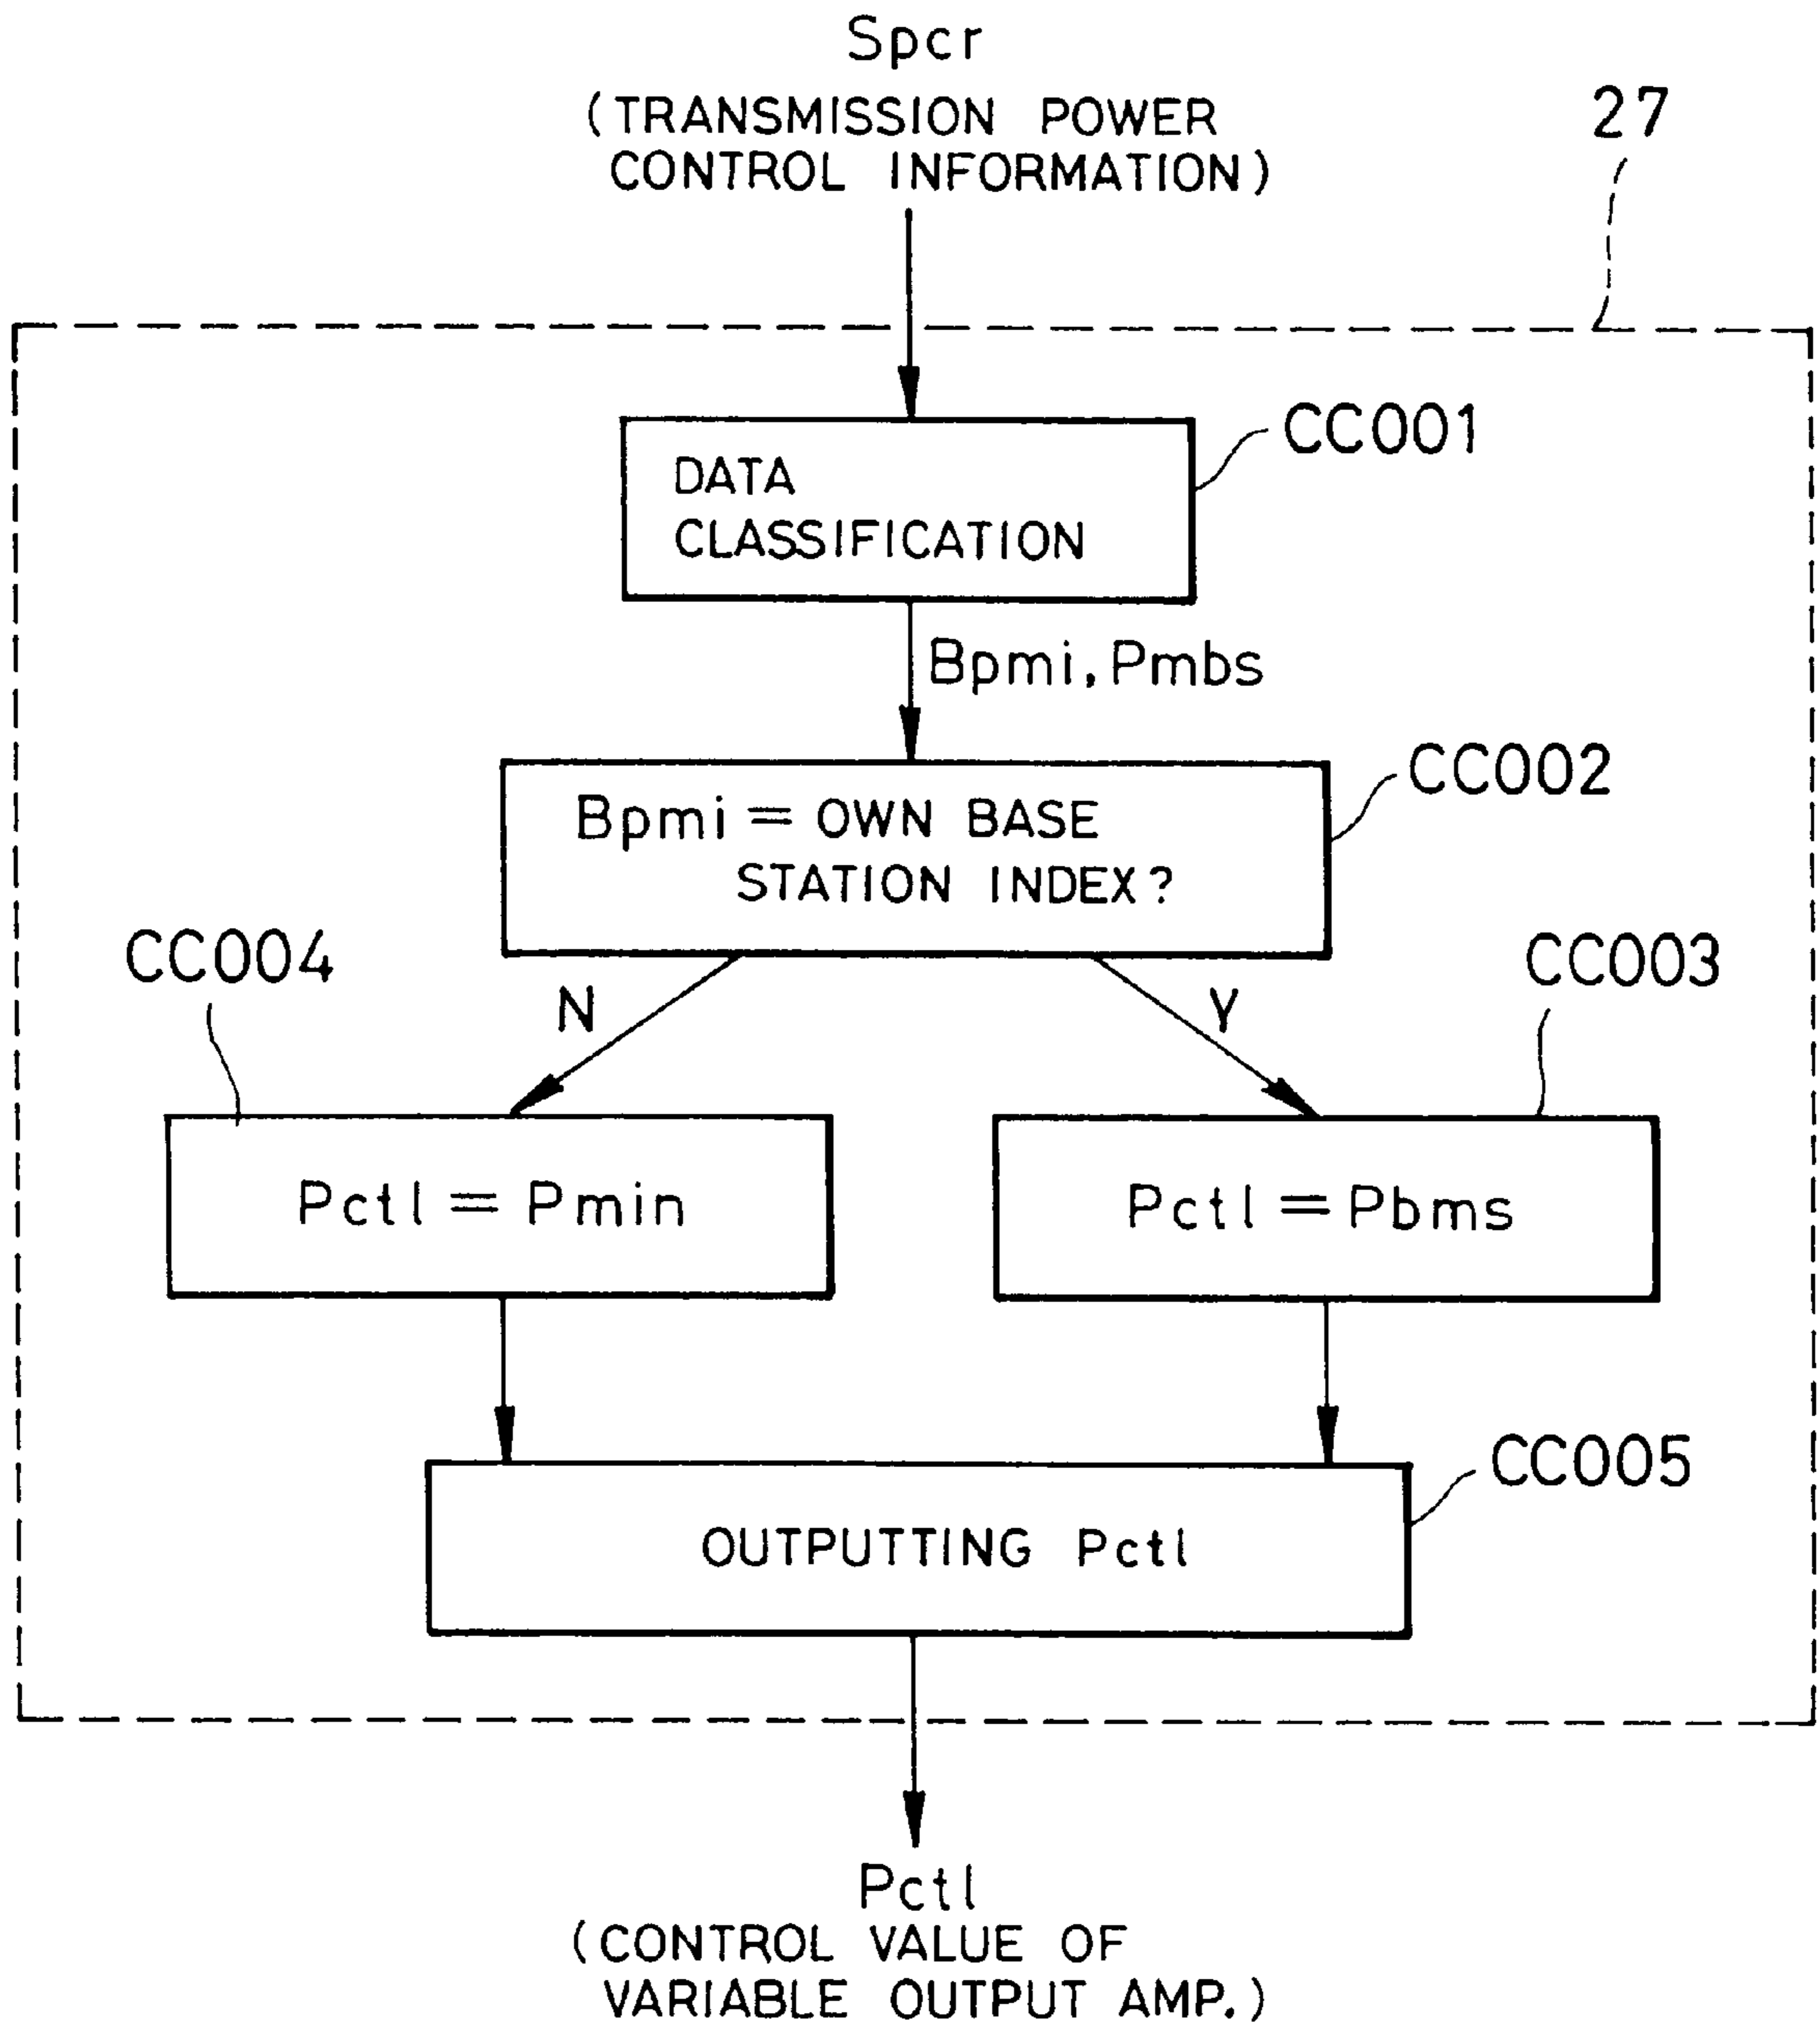 Spcr
(TRANSMISSION POWER
CONTROL INFORMATION)
27
CC001
DATA
CLASSIFICATION
Bpmi, Pmbs
CC002
Bpmi = OWN BASE
STATION INDEX?
CC004
CC003
N
Y
Pctl = Pmin
Pctl = Pbms
CC005
OUTPUTTING Pctl
Pctl
(CONTROL VALUE OF
VARIABLE OUTPUT AMP.)